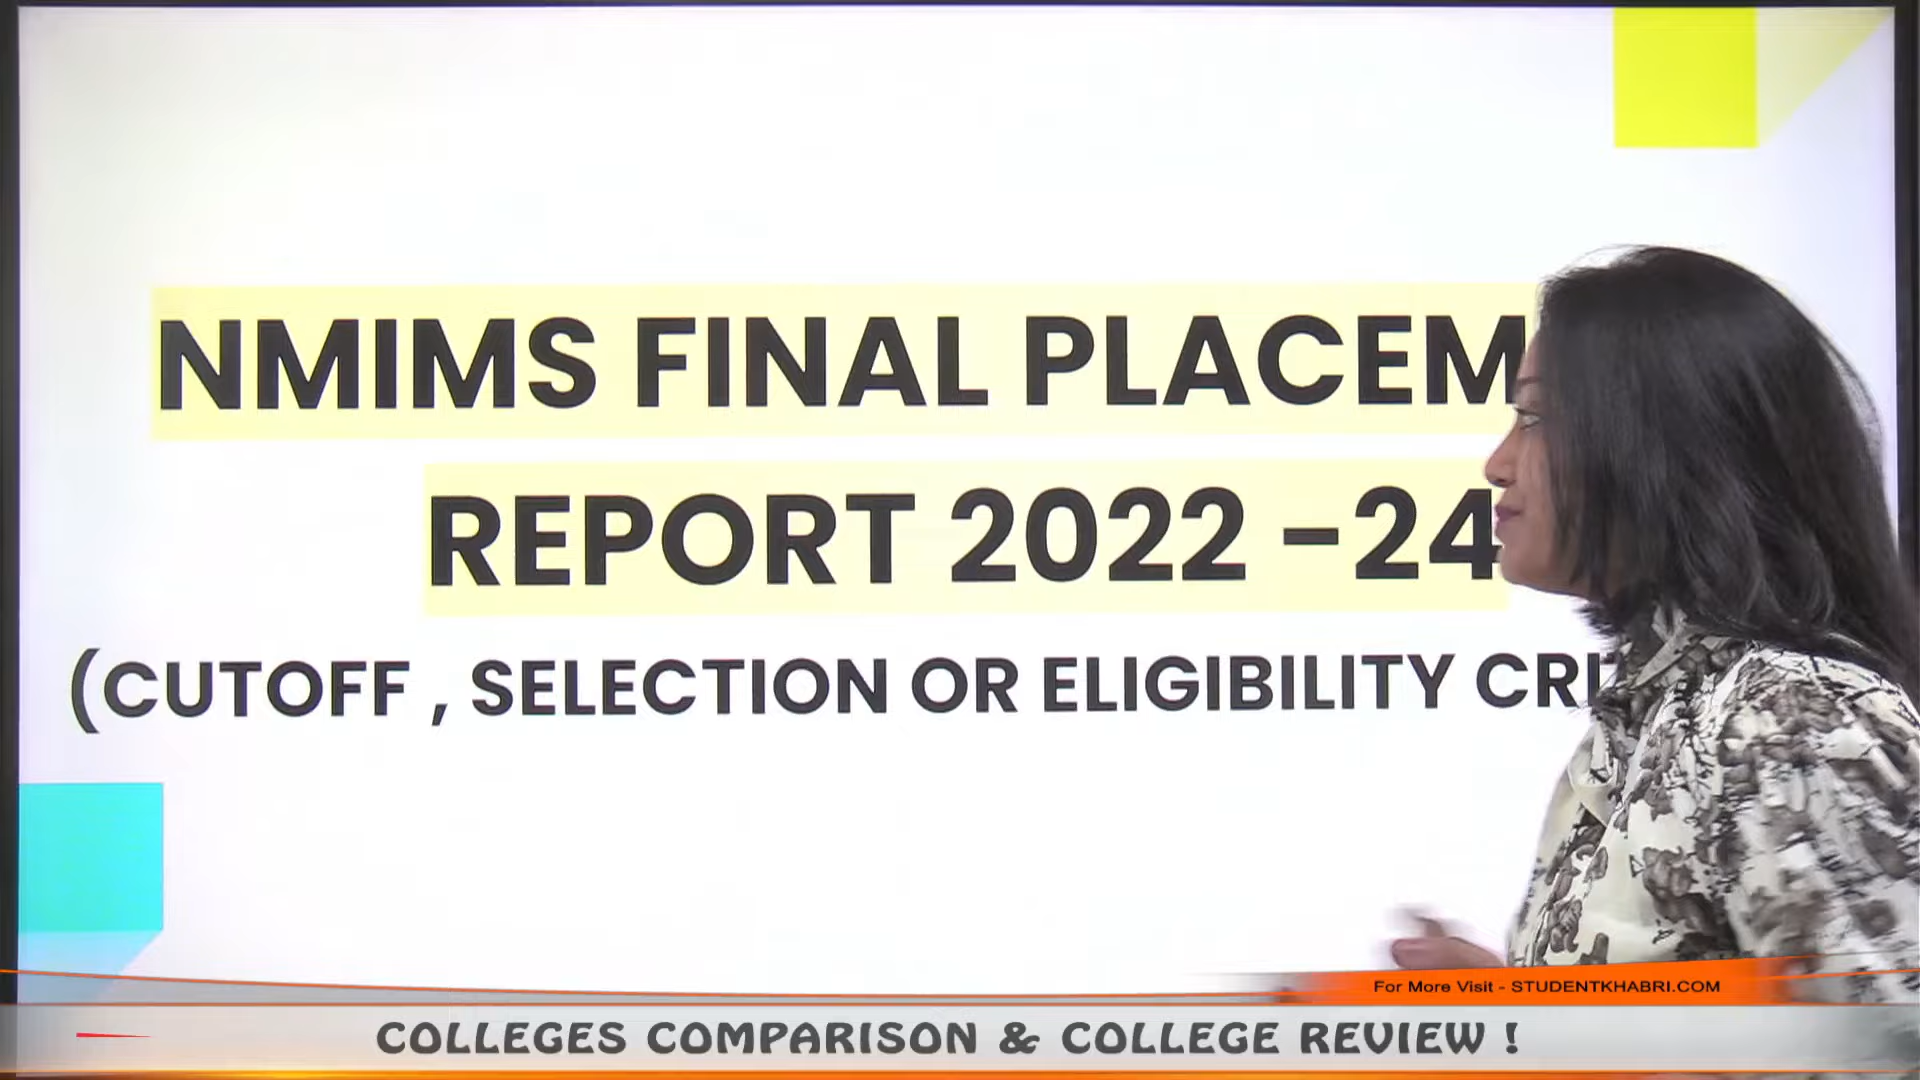 NMIMS FINAL PLACEM
REPORT 2022 -24
(CUTOFF , SELECTION OR ELIGIBILITY CRI
For More Visit - STUDENTKHABRI.COM
COLLEGES COMPARISON & COLLEGE REVIEW !